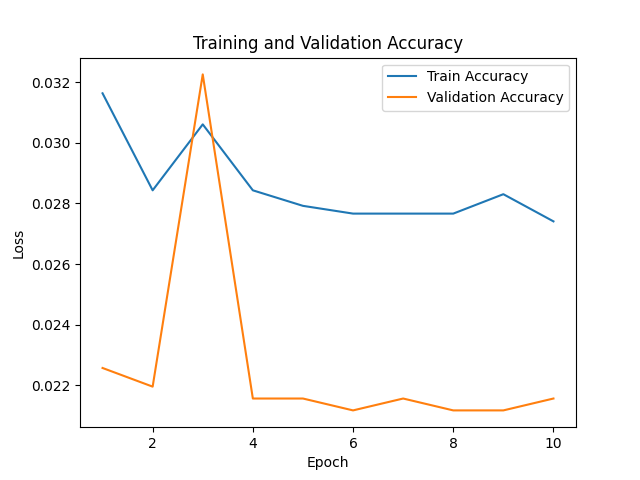 Training and Validation Accuracy
Train Accuracy
Validation Accuracy
Loss
0.032
0.030
0.028
0.026
0.024
0.022
2
4
6
8
10
Epoch